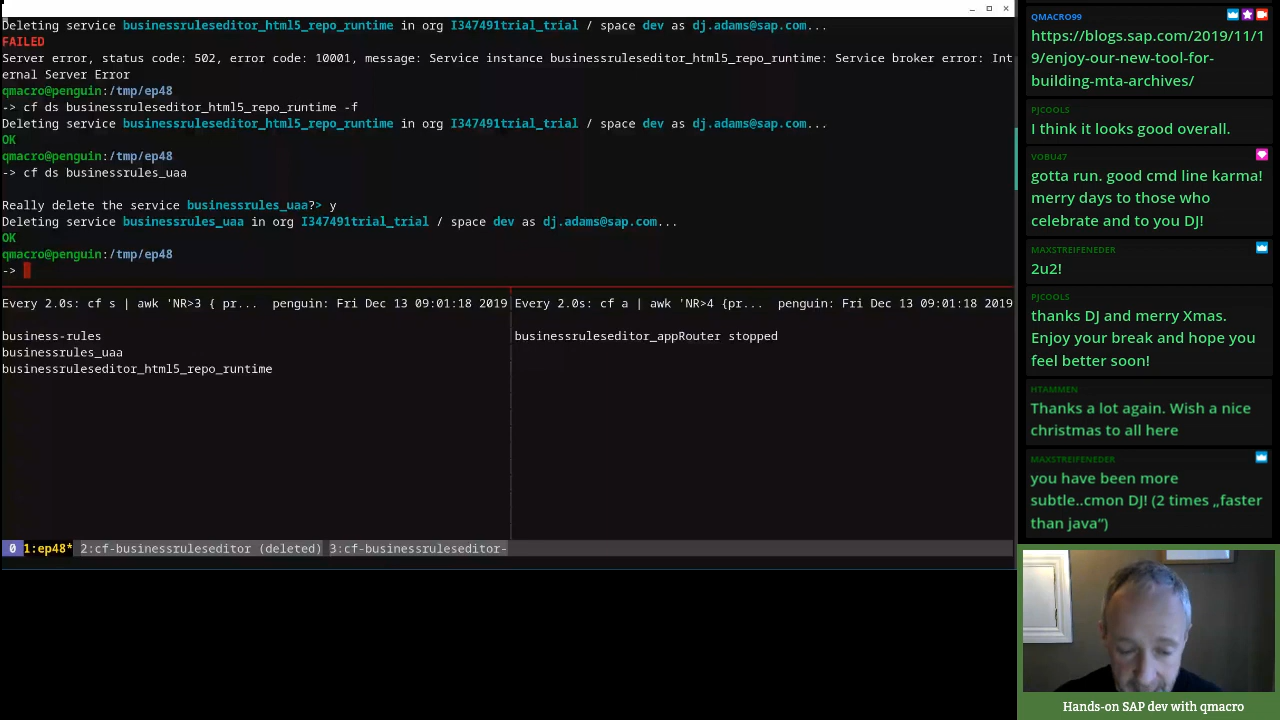 Deleting service businessruleseditor_html5_repo_runtime in org I347491trial_trial / space dev as dj.adams@sap.com...
FAILED
Server error, status code: 502, error code: 10001, message: Service instance businessruleseditor_html5_repo_runtime: Service broker error: Int
ernal Server Error
qmacro@penguin:/tmp/ep48
-> cf ds businessruleseditor_html5_repo_runtime -f
Deleting service businessruleseditor_html5_repo_runtime in org I347491trial_trial / space dev as dj.adams@sap.com...
OK
qmacro@penguin:/tmp/ep48
-> cf ds businessrules_uaa
Really delete the service businessrules_uaa?> y
Deleting service businessrules_uaa in org I347491trial_trial / space dev as dj.adams@sap.com...
OK
qmacro@penguin:/tmp/ep48
->
Every 2.0s: cf s | awk 'NR>3 { pr... penguin: Fri Dec 13 09:01:18 2019
business-rules
businessrules_uaa
businessruleseditor_html5_repo_runtime
Every 2.0s: cf a | awk 'NR>4 {pr... penguin: Fri Dec 13 09:01:18 2019
businessruleseditor_appRouter stopped
0 1:ep48* 2:cf-businessruleseditor (deleted) 3:cf-businessruleseditor-
QMACRO99
https://blogs.sap.com/2019/11/1
9/enjoy-our-new-tool-for-
building-mta-archives/
PJCOOLS
I think it looks good overall.
VOBU47
gotta run. good cmd line karma!
merry days to those who
celebrate and to you DJ!
MAXSTREIFENEDER
2u2!
PJCOOLS
thanks DJ and merry Xmas.
Enjoy your break and hope you
feel better soon!
HTAMMEN
Thanks a lot again. Wish a nice
christmas to all here
MAXSTREIFENEDER
you have been more
subtle..cmon DJ! (2 times „faster
than java“)
Hands-on SAP dev with qmacro